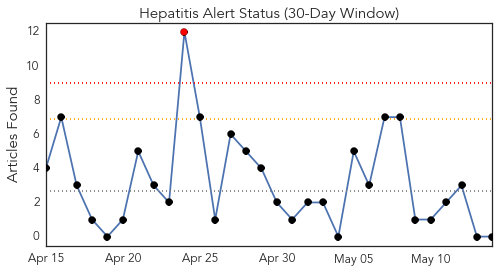 Hepatitis Alert Status (30-Day Window)
Articles Found
12
10
8
6
4
2
0
Apr 15
Apr 20
Apr 25
Apr 30
May 05
May 10